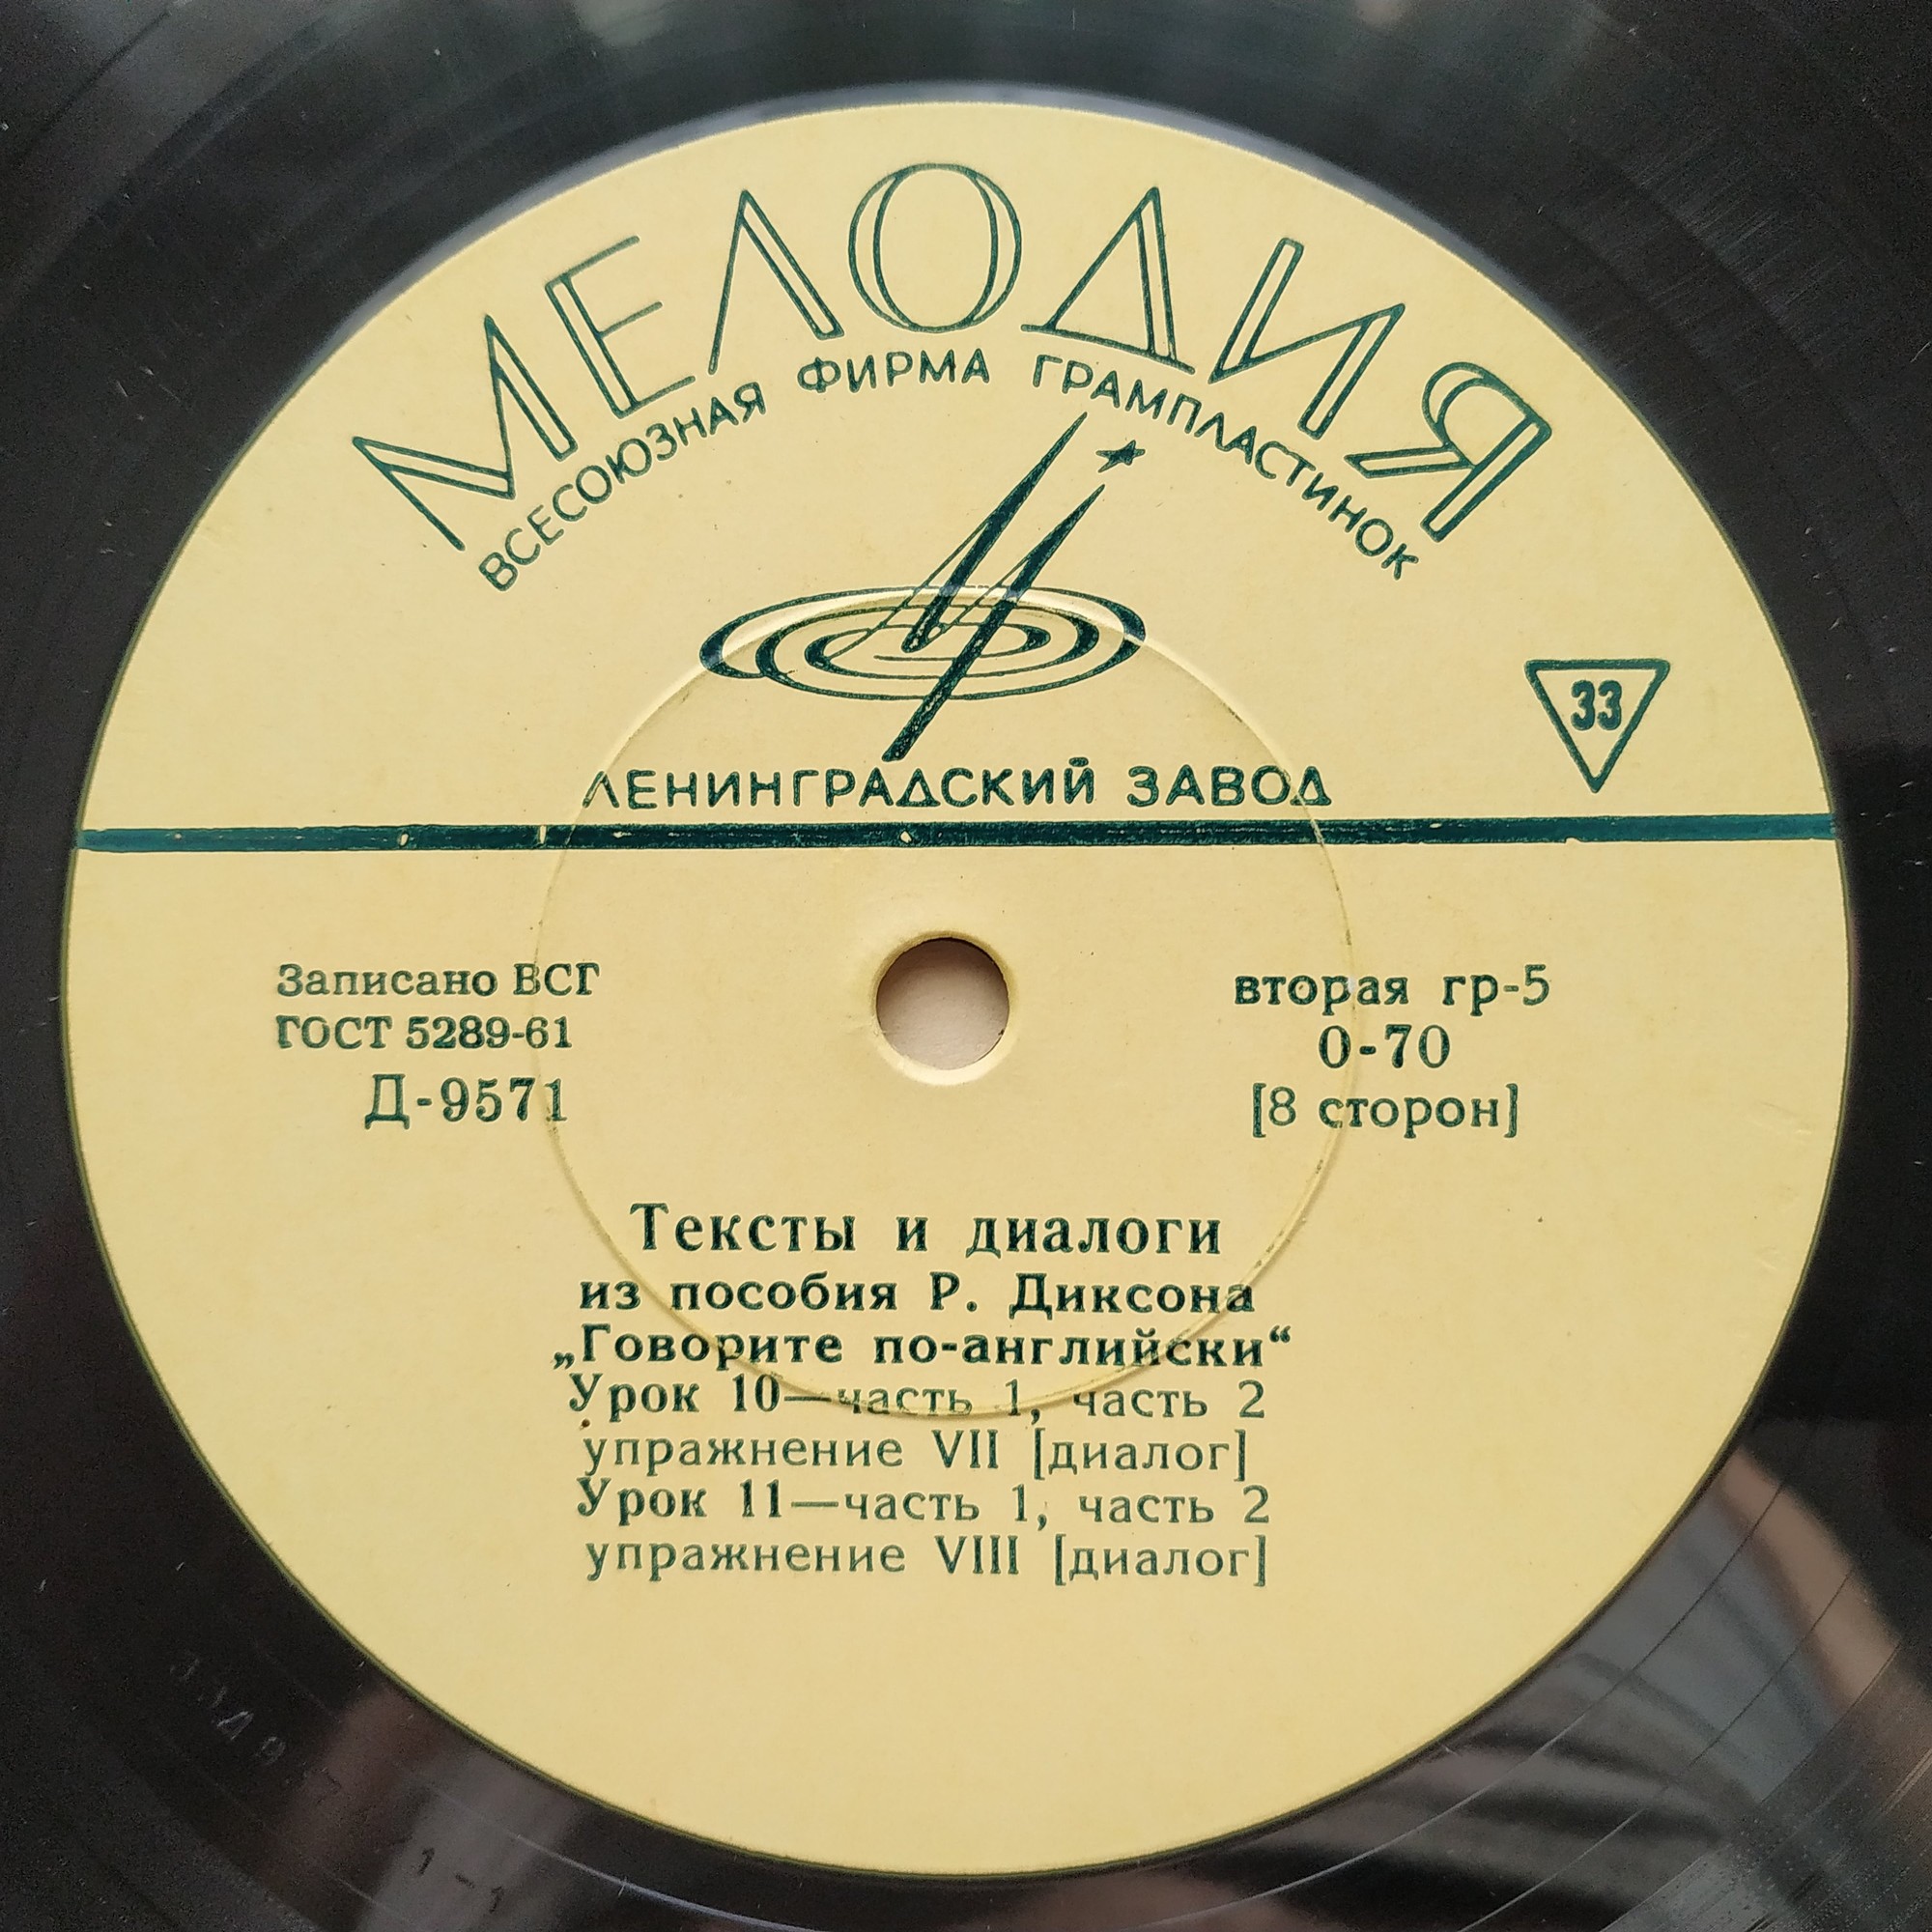 МЕЛОДИЯ
ВСЕСОЮЗНАЯ ФИРМА ГРАМПЛАСТИНОК
33
ЛЕНИНГРАДСКИЙ ЗАВОД
Записано ВСГ
ГОСТ 5289-61
Д-9571
вторая гр-5
0-70
[8 сторон]
Тексты и диалоги
из пособия Р. Диксона
„Говорите по-английски“
Урок 10—часть 1, часть 2
упражнение VII [диалог]
Урок 11—часть 1, часть 2
упражнение VIII [диалог]
1-1